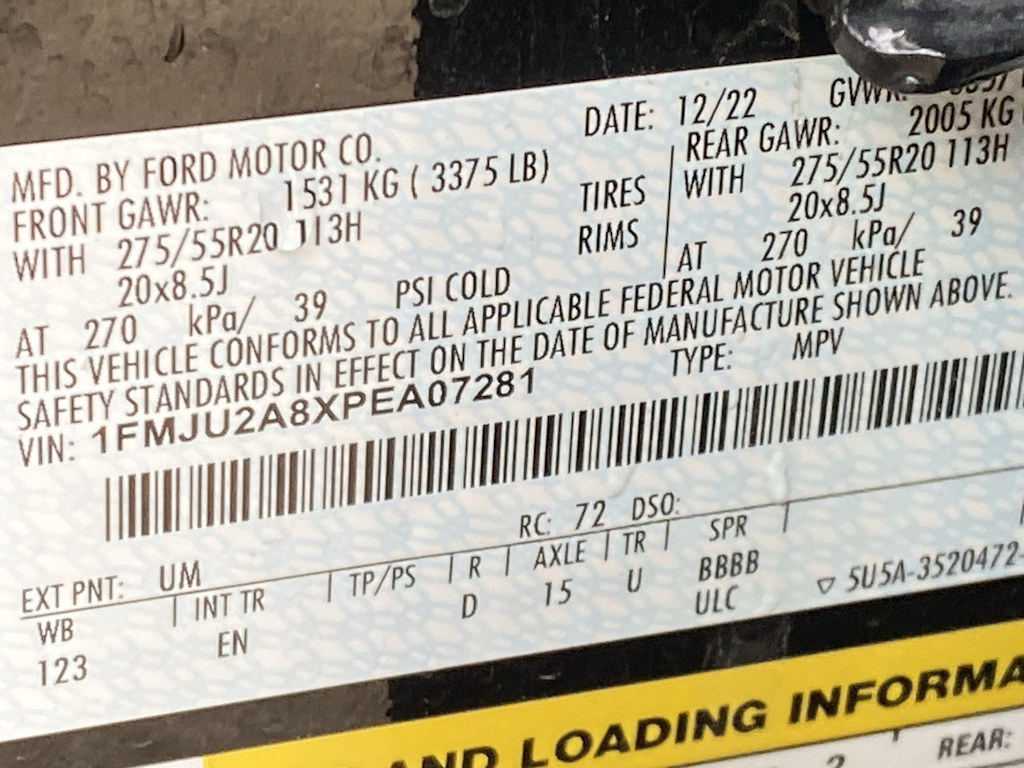 DATE: 12/22 GVWR:
MFD. BY FORD MOTOR CO.
FRONT GAWR: 1531 KG ( 3375 LB)
WITH 275/55R20 113H TIRES
20x8.5J RIMS
AT 270 kPa/ 39 PSI COLD
REAR GAWR: 2005 KG
WITH 275/55R20 113H
20x8.5J
AT 270 kPa/ 39
THIS VEHICLE CONFORMS TO ALL APPLICABLE FEDERAL MOTOR VEHICLE
SAFETY STANDARDS IN EFFECT ON THE DATE OF MANUFACTURE SHOWN ABOVE.
VIN: 1FMJU2A8XPEA07281 TYPE: MPV
EXT PNT: UM RC: 72 DSO:
WB INT TR TP/PS R AXLE TR SPR
123 EN D 15 U BBBB
ULC ▽ 5U5A-3520472-
AND LOADING INFORMA
REAR: